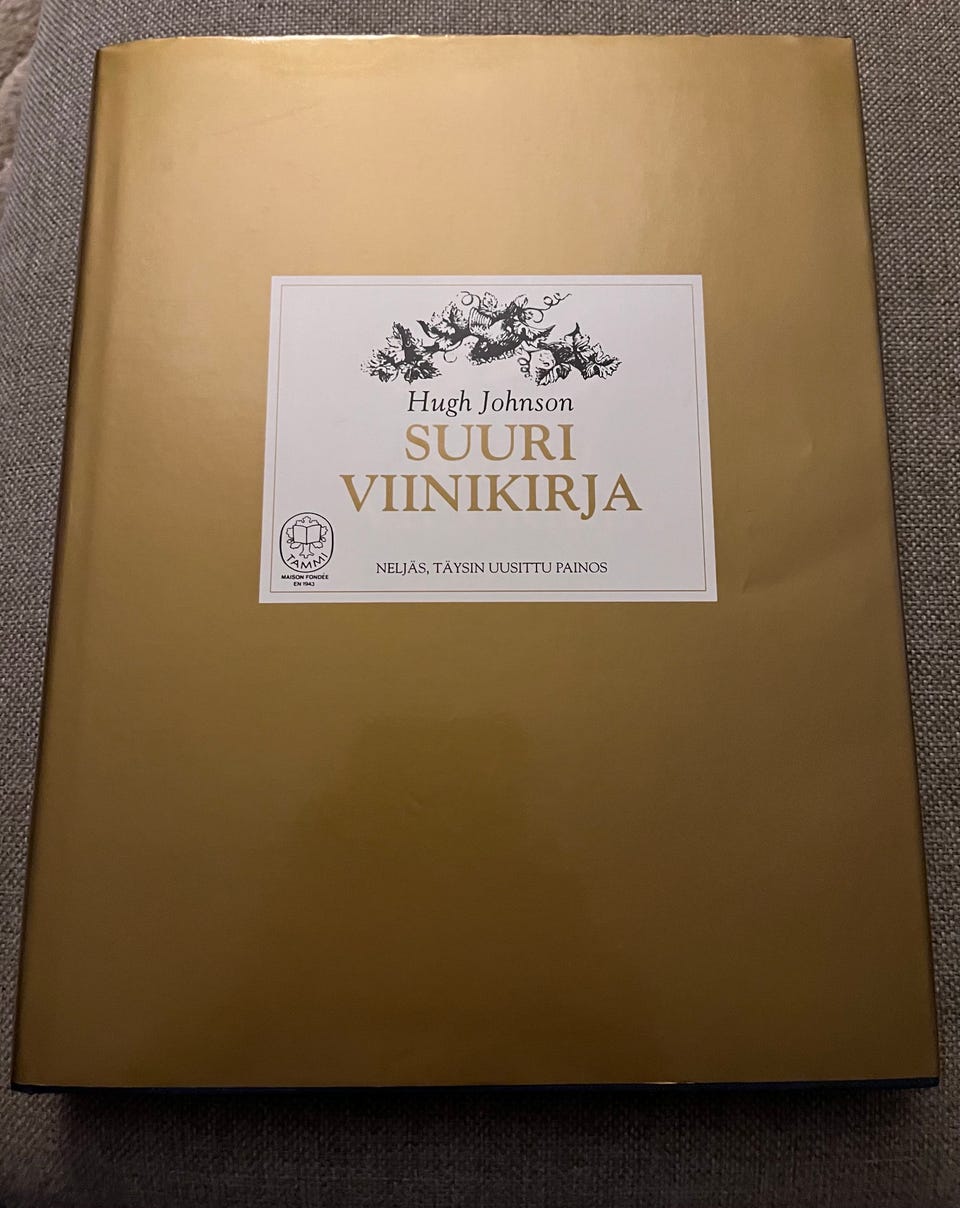 Hugh Johnson
SUURI
VIINIKIRJA
TAMMI
MAISON FONDÉE
EN 1943
NELJÄS, TÄYSIN UUSITTU PAINOS